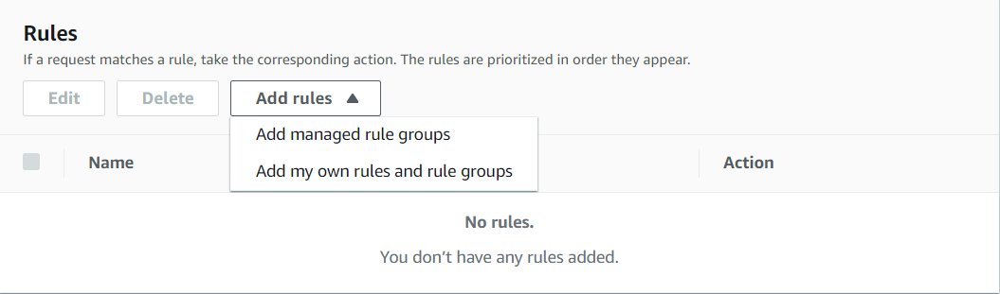 Rules
If a request matches a rule, take the corresponding action. The rules are prioritized in order they appear.
Edit Delete Add rules
Add managed rule groups
Add my own rules and rule groups
Name Action
No rules.
You don’t have any rules added.